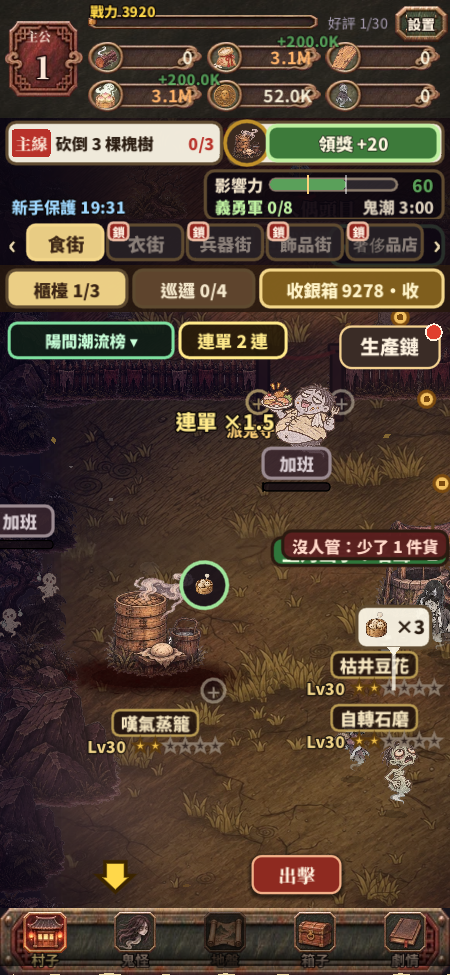 戰力.3920
好評 1/30
設置
主公
1
0
+200.0K
3.1M
0
+200.0K
3.1M
52.0K
0
主線 砍倒 3 棵槐樹 0/3
領獎 +20
影響力 60
新手保護 19:31
義勇軍 0/8
鬼潮 3:00
‹
食街
鎖
衣街
鎖
兵器街
鎖
飾品街
鎖
奢侈品店
›
櫃檯 1/3
巡邏 0/4
收銀箱 9278・收
陽間潮流榜 ▾
連單 2 連
生產鏈
連單 ×1.5
加班
加班
沒人管：少了 1 件貨
×3
枯井豆花
Lv30
自轉石磨
Lv30
嘆氣蒸籠
Lv30
出擊
村子
鬼怪
地盤
箱子
劇情